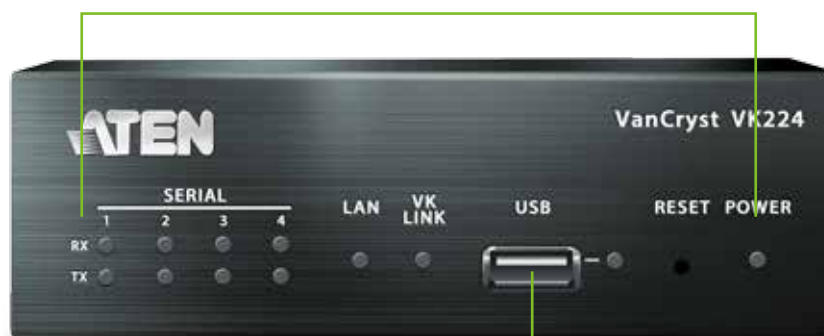 ATEN
VanCryst VK224
SERIAL
1 2 3 4
RX
TX
LAN
VK
LINK
USB
RESET
POWER